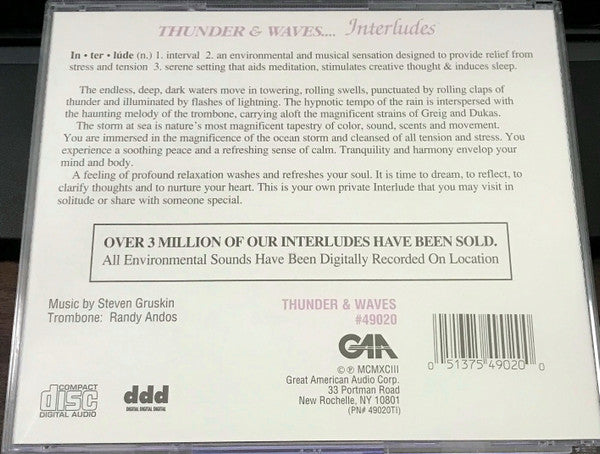 THUNDER & WAVES.... Interludes
In • ter • lúde (n.) 1. interval 2. an environmental and musical sensation designed to provide relief from
stress and tension 3. serene setting that aids meditation, stimulates creative thought & induces sleep.
The endless, deep, dark waters move in towering, rolling swells, punctuated by rolling claps of
thunder and illuminated by flashes of lightning. The hypnotic tempo of the rain is interspersed with
the haunting melody of the trombone, carrying aloft the magnificent strains of Greig and Dukas.
The storm at sea is nature's most magnificent tapestry of color, sound, scents and movement.
You are immersed in the magnificence of the ocean storm and cleansed of all tension and stress. You
experience a soothing peace and a refreshing sense of calm. Tranquility and harmony envelop your
mind and body.
A feeling of profound relaxation washes and refreshes your soul. It is time to dream, to reflect, to
clarify thoughts and to nurture your heart. This is your own private Interlude that you may visit in
solitude or share with someone special.
OVER 3 MILLION OF OUR INTERLUDES HAVE BEEN SOLD.
All Environmental Sounds Have Been Digitally Recorded On Location
Music by Steven Gruskin
Trombone: Randy Andos
THUNDER & WAVES
#49020
GAA
© ℗ MCMXCIII
Great American Audio Corp.
33 Portman Road
New Rochelle, NY 10801
(PN# 49020TI)
0 51375 49020 0
COMPACT
disc
DIGITAL AUDIO
ddd
DIGITAL DIGITAL DIGITAL